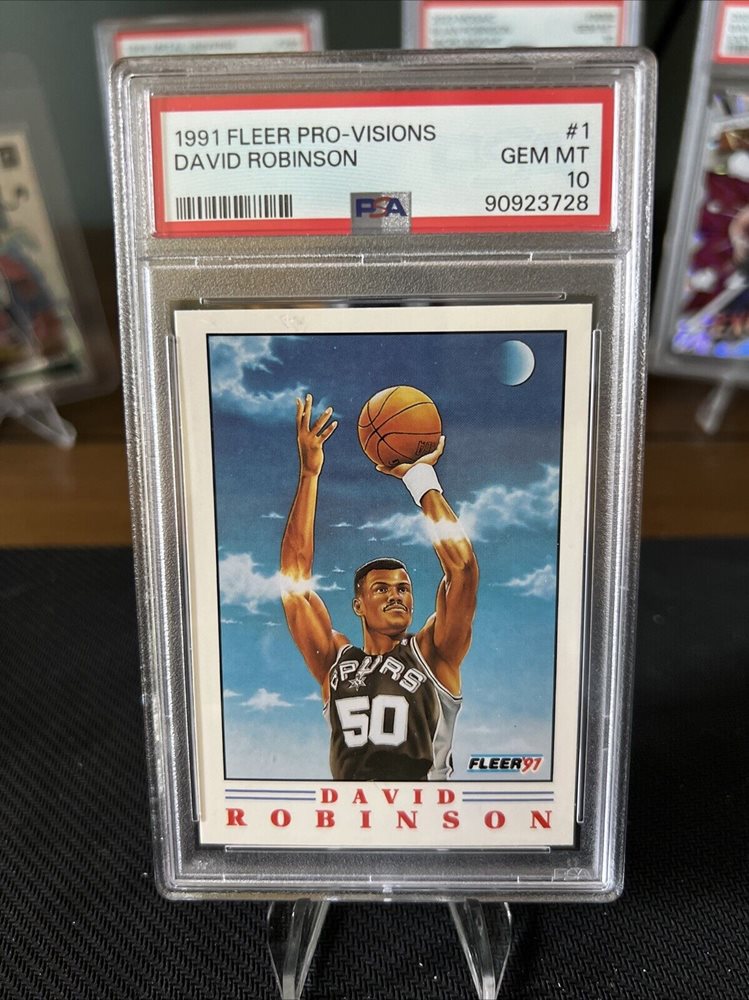 1991 FLEER PRO-VISIONS #1
DAVID ROBINSON GEM MT
10
PSA 90923728
SPURS
50
FLEER'91
DAVID
ROBINSON